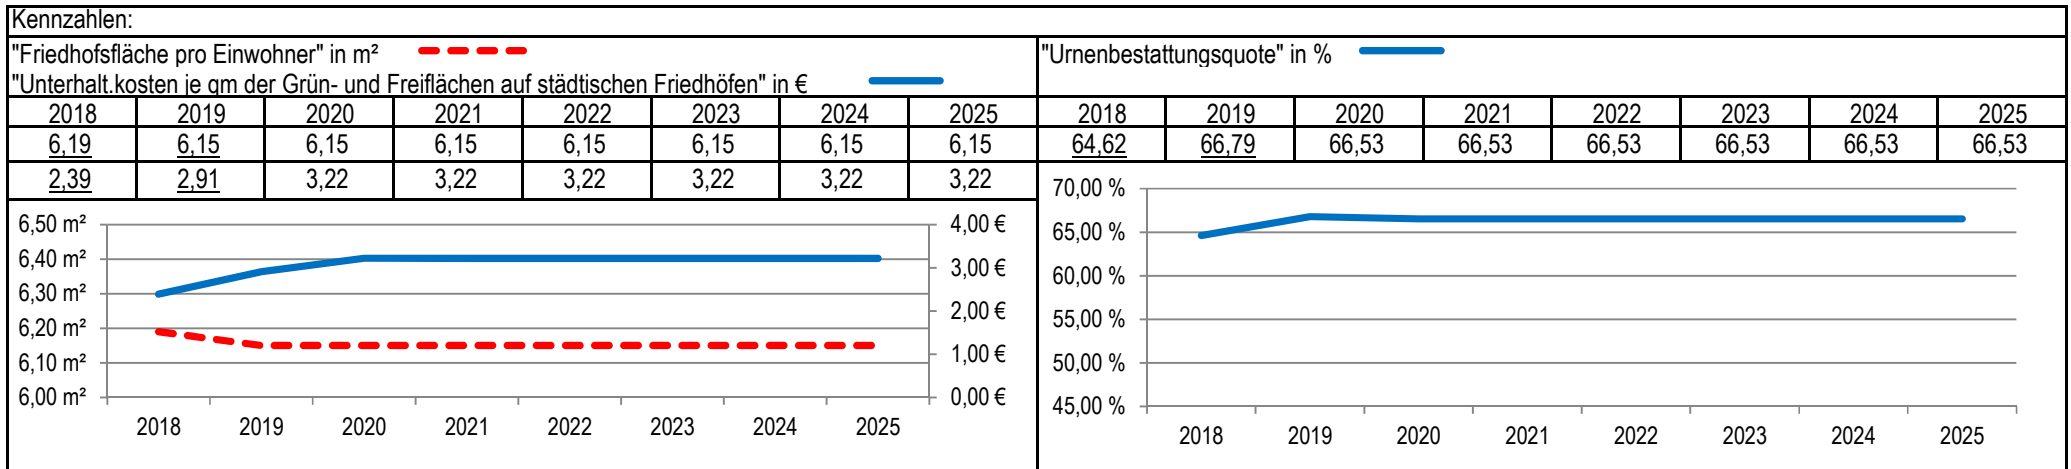 Kennzahlen:
"Friedhofsfläche pro Einwohner" in m²
"Unterhalt.kosten je qm der Grün- und Freiflächen auf städtischen Friedhöfen" in €
2018 2019 2020 2021 2022 2023 2024 2025
6,19 6,15 6,15 6,15 6,15 6,15 6,15 6,15
2,39 2,91 3,22 3,22 3,22 3,22 3,22 3,22
6,50 m² 4,00 €
6,40 m²
3,00 €
6,30 m²
2,00 €
6,20 m²
1,00 €
6,10 m²
6,00 m² 0,00 €
2018 2019 2020 2021 2022 2023 2024 2025
"Urnenbestattungsquote" in %
2018 2019 2020 2021 2022 2023 2024 2025
64,62 66,79 66,53 66,53 66,53 66,53 66,53 66,53
70,00 %
65,00 %
60,00 %
55,00 %
50,00 %
45,00 %
2018 2019 2020 2021 2022 2023 2024 2025